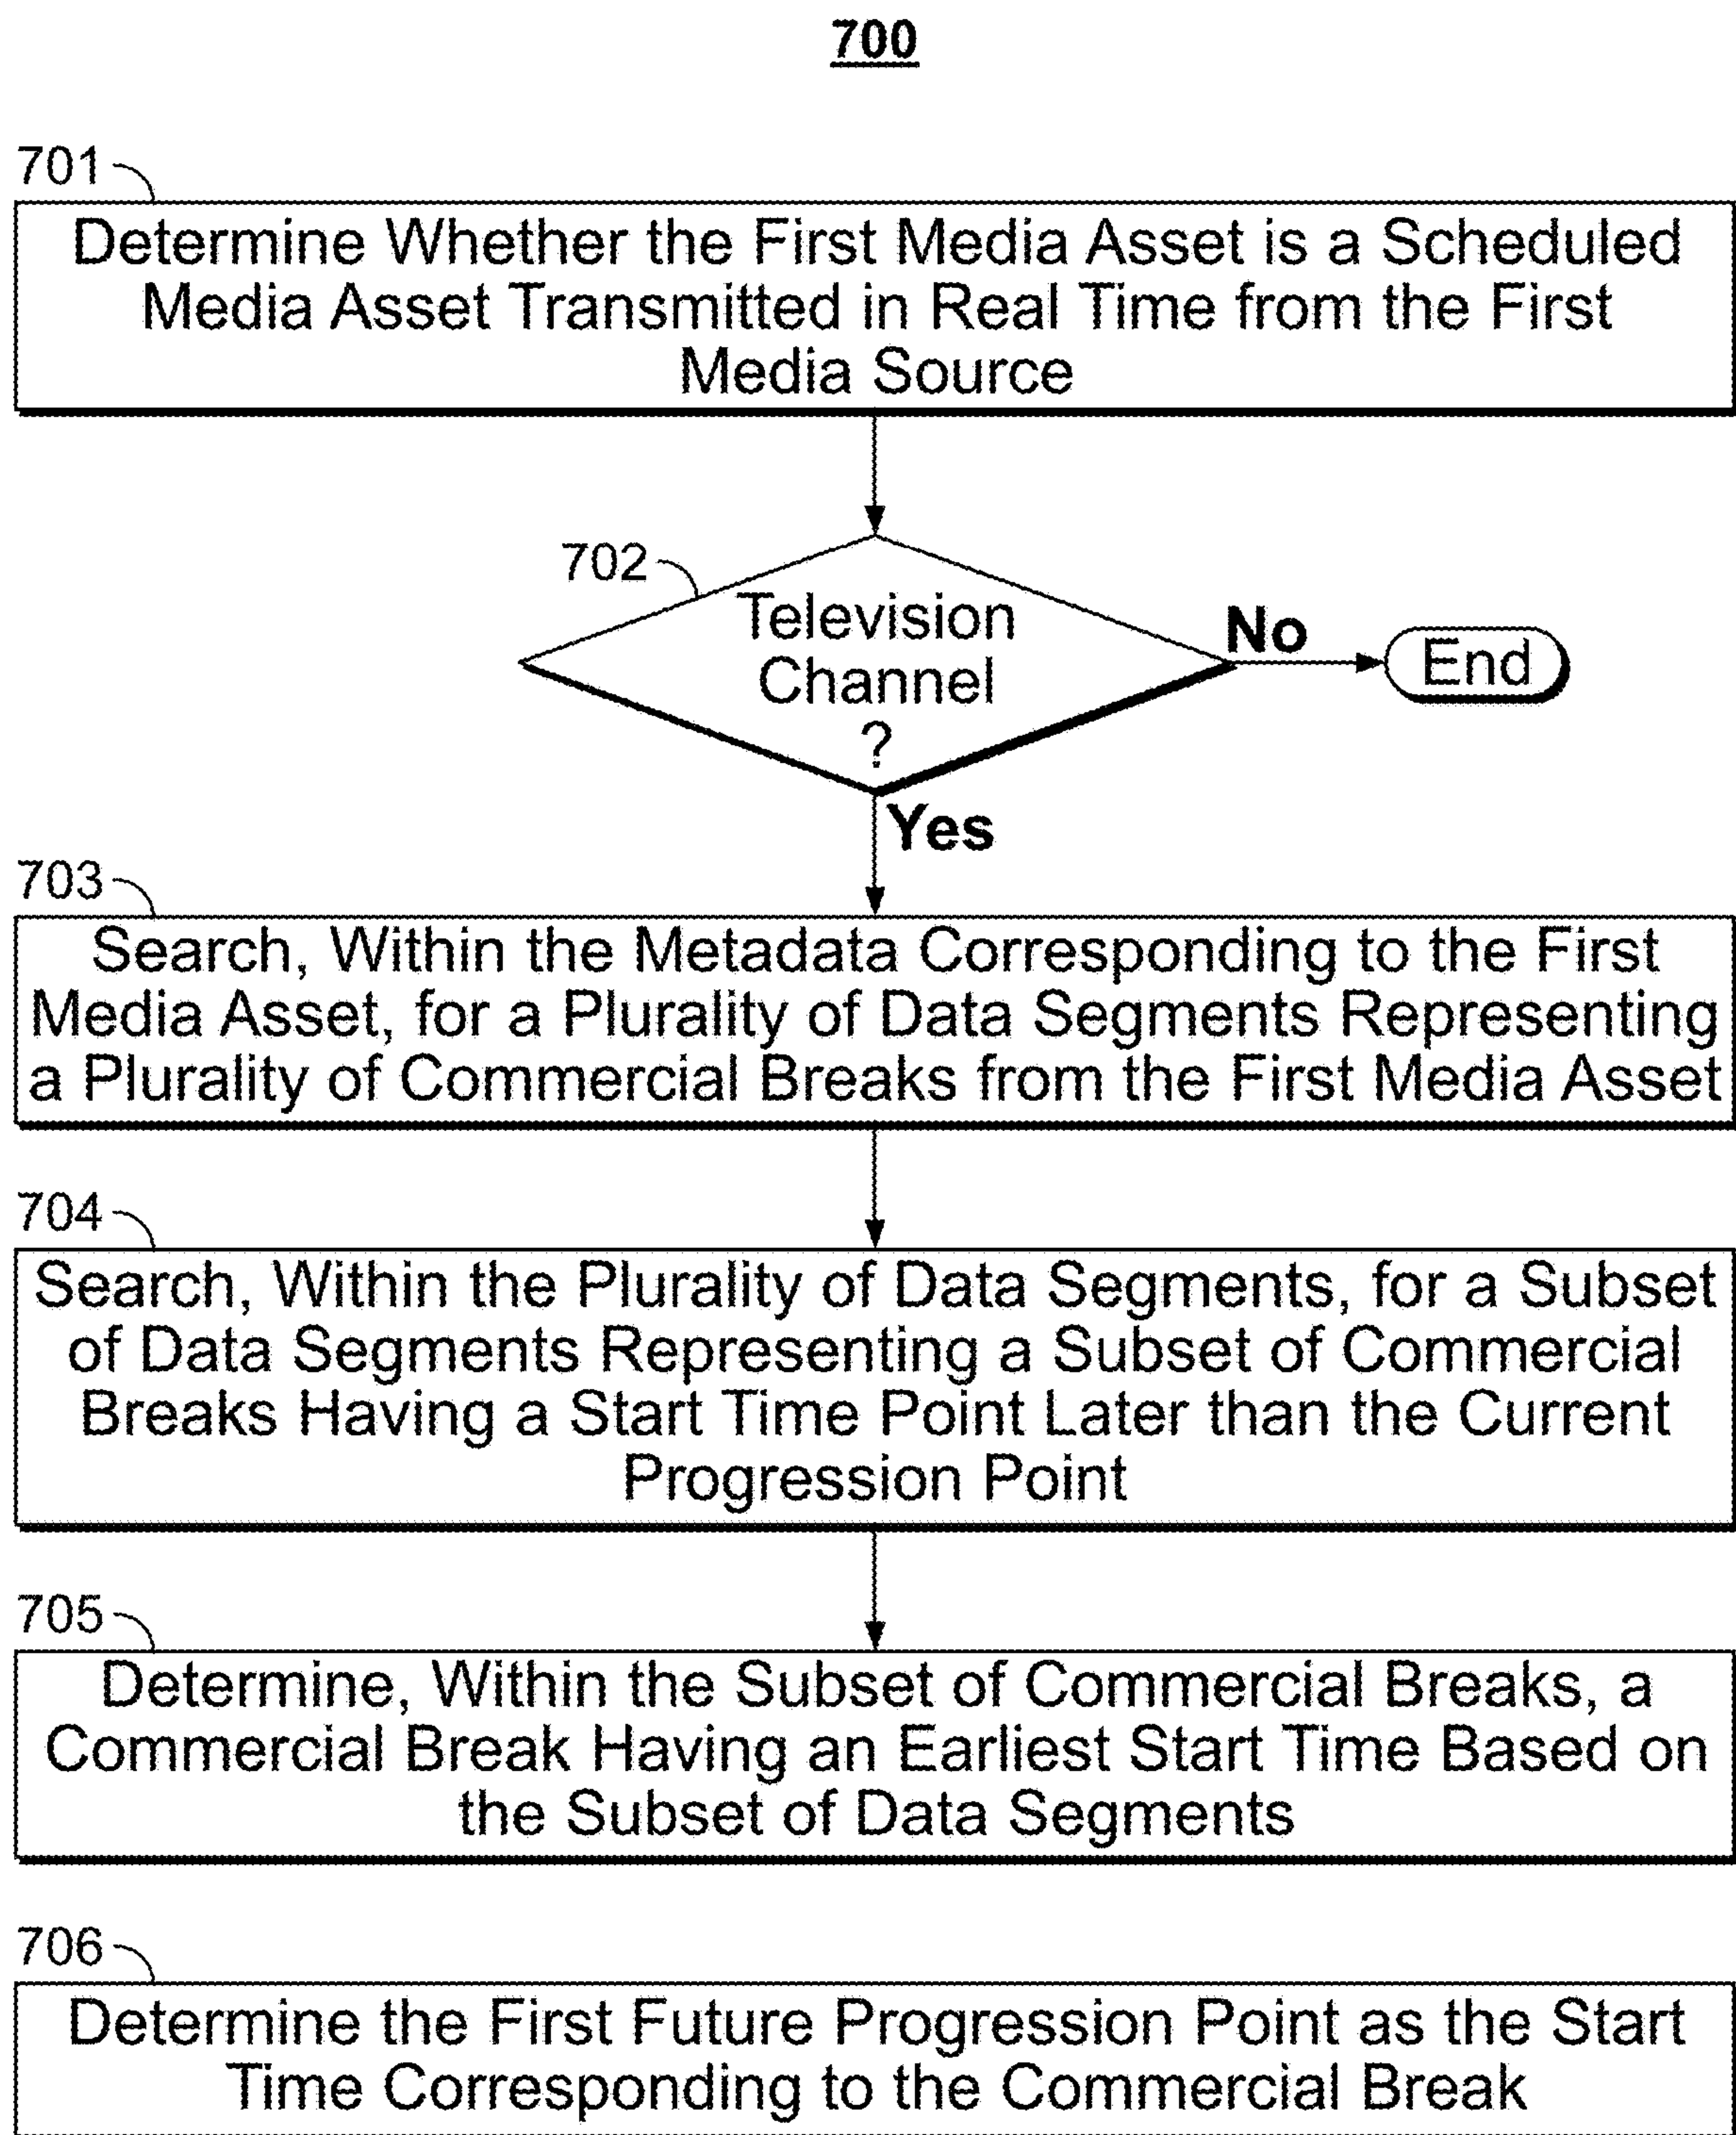 700
701
Determine Whether the First Media Asset is a Scheduled
Media Asset Transmitted in Real Time from the First
Media Source
702
Television
Channel
?
No
End
Yes
703
Search, Within the Metadata Corresponding to the First
Media Asset, for a Plurality of Data Segments Representing
a Plurality of Commercial Breaks from the First Media Asset
704
Search, Within the Plurality of Data Segments, for a Subset
of Data Segments Representing a Subset of Commercial
Breaks Having a Start Time Point Later than the Current
Progression Point
705
Determine, Within the Subset of Commercial Breaks, a
Commercial Break Having an Earliest Start Time Based on
the Subset of Data Segments
706
Determine the First Future Progression Point as the Start
Time Corresponding to the Commercial Break